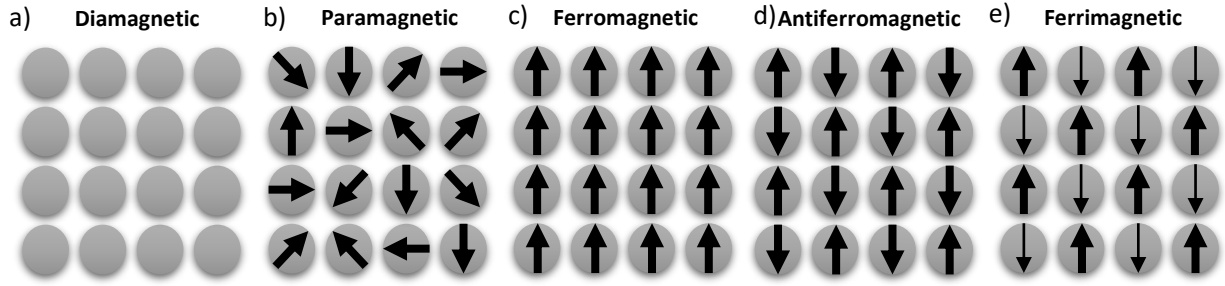 a) Diamagnetic
b) Paramagnetic
c) Ferromagnetic
d) Antiferromagnetic
e) Ferrimagnetic